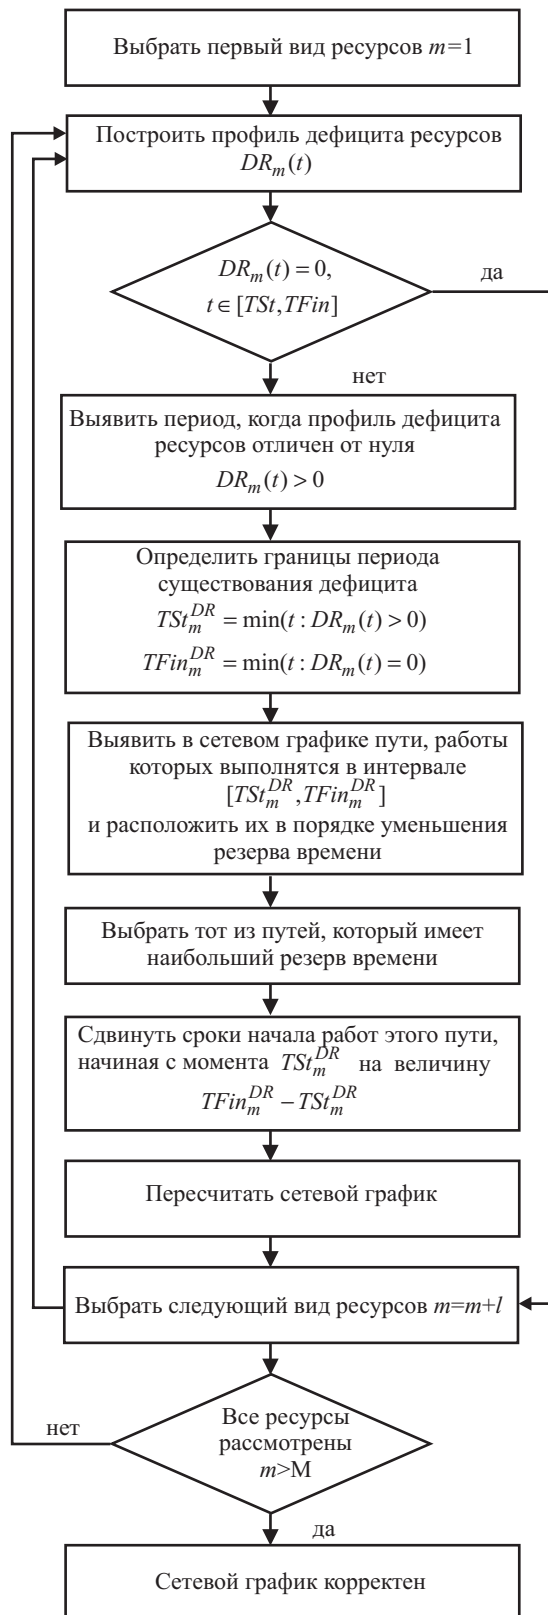 Выбрать первый вид ресурсов m=1
Построить профиль дефицита ресурсов
DR_m(t)
DR_m(t) = 0,
t ∈ [TSt, TFin]
да
нет
Выявить период, когда профиль дефицита
ресурсов отличен от нуля
DR_m(t) > 0
Определить границы периода
существования дефицита
TSt_m^{DR} = min(t : DR_m(t) > 0)
TFin_m^{DR} = min(t : DR_m(t) = 0)
Выявить в сетевом графике пути, работы
которых выполнятся в интервале
[TSt_m^{DR}, TFin_m^{DR}]
и расположить их в порядке уменьшения
резерва времени
Выбрать тот из путей, который имеет
наибольший резерв времени
Сдвинуть сроки начала работ этого пути,
начиная с момента TSt_m^{DR} на величину
TFin_m^{DR} − TSt_m^{DR}
Пересчитать сетевой график
Выбрать следующий вид ресурсов m=m+l
нет
Все ресурсы
рассмотрены
m>M
да
Сетевой график корректен